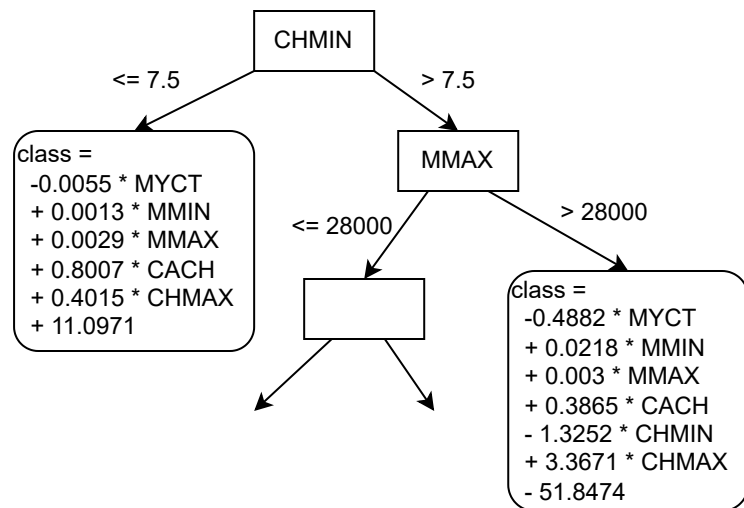 CHMIN
<= 7.5
> 7.5
class =
-0.0055 * MYCT
+ 0.0013 * MMIN
+ 0.0029 * MMAX
+ 0.8007 * CACH
+ 0.4015 * CHMAX
+ 11.0971
MMAX
<= 28000
> 28000
class =
-0.4882 * MYCT
+ 0.0218 * MMIN
+ 0.003 * MMAX
+ 0.3865 * CACH
- 1.3252 * CHMIN
+ 3.3671 * CHMAX
- 51.8474